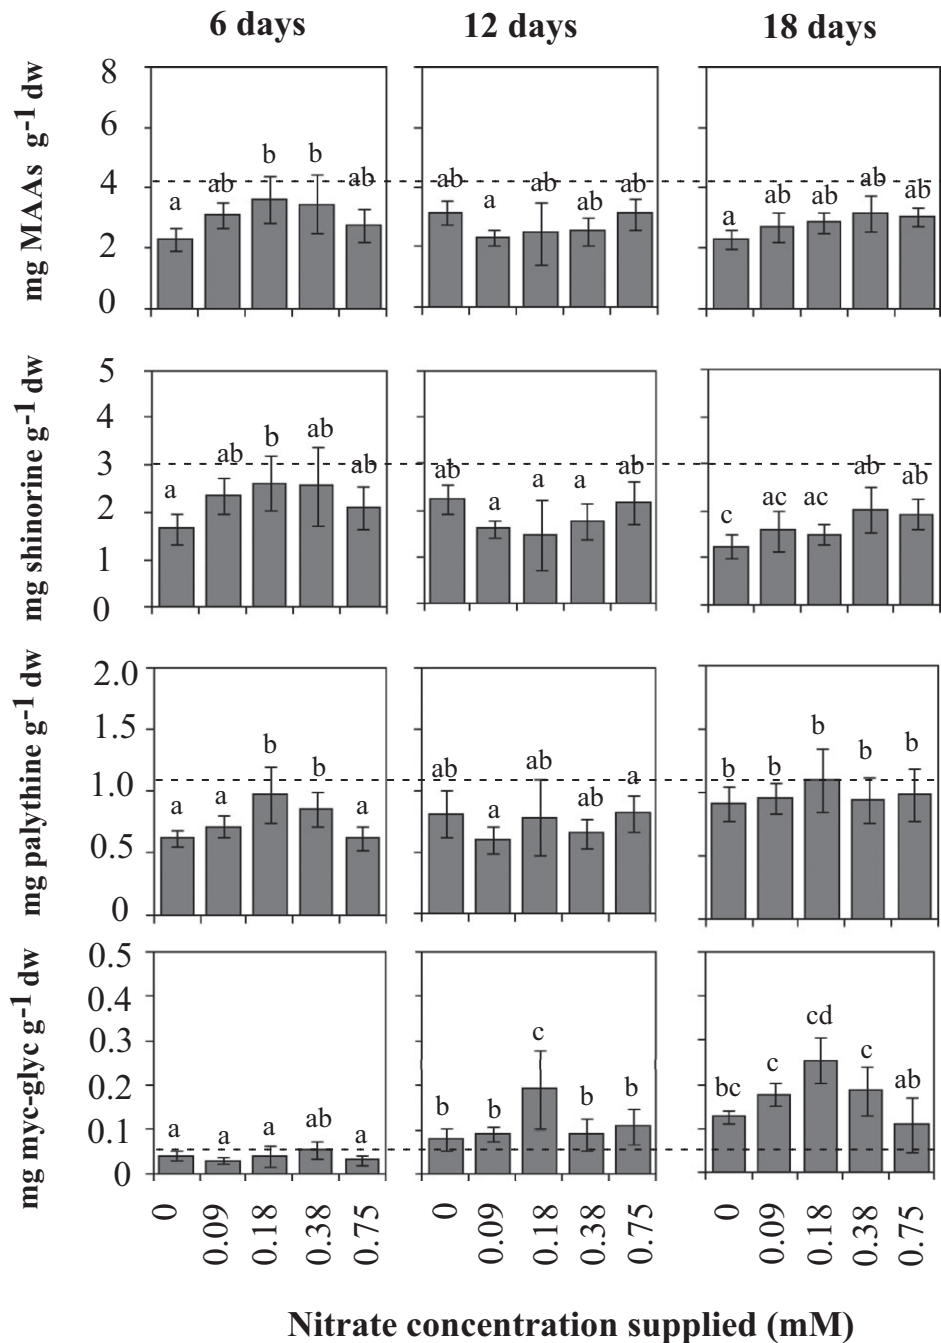 6 days 12 days 18 days
mg MAAs g-1 dw
8
6
4
2
0
a ab b b ab
ab a ab ab ab
a ab ab ab ab
mg shinorine g-1 dw
5
4
3
2
1
0
a ab b ab ab
ab a a a ab
c ac ac ab ab
mg palythine g-1 dw
2.0
1.5
1.0
0.5
0
a a b b a
ab a ab ab a
b b b b b
mg myc-glyc g-1 dw
0.5
0.4
0.3
0.2
0.1
0
a a a ab a
b b c b b
bc c cd c ab
0 0.09 0.18 0.38 0.75 0 0.09 0.18 0.38 0.75 0 0.09 0.18 0.38 0.75
Nitrate concentration supplied (mM)